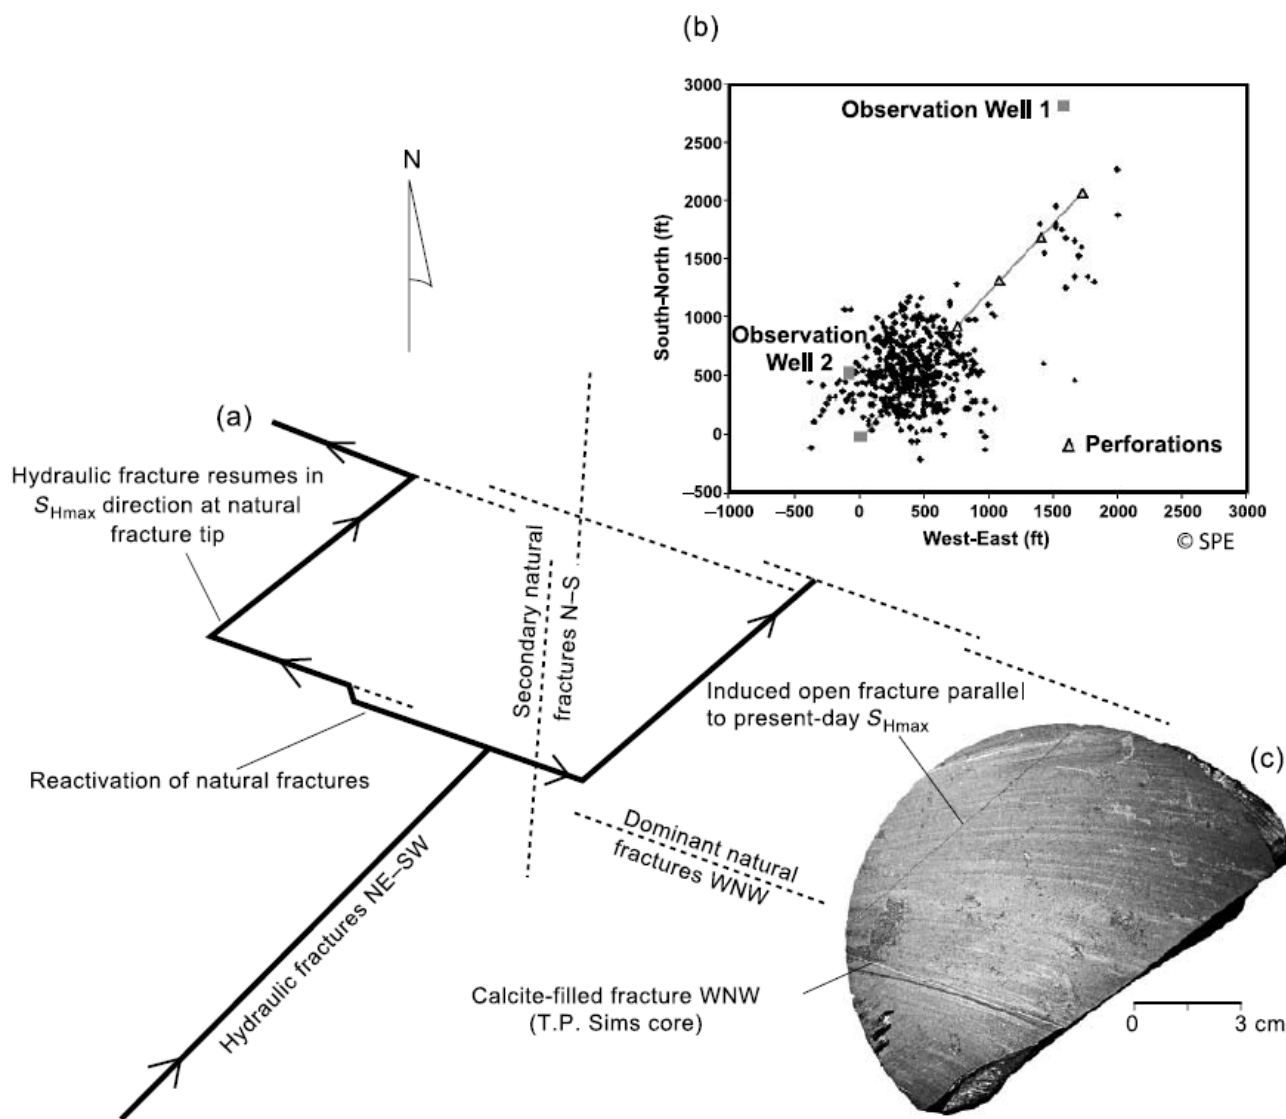 (b)
3000
2500
2000
1500
1000
500
0
−500
South–North (ft)
−1000 −500 0 500 1000 1500 2000 2500 3000
West-East (ft)
© SPE
Observation Well 1
Observation
Well 2
Perforations
N
(a)
Hydraulic fracture resumes in
SHmax direction at natural
fracture tip
Secondary natural
fractures N–S
Reactivation of natural fractures
Hydraulic fractures NE–SW
Dominant natural
fractures WNW
Induced open fracture parallel
to present-day SHmax
(c)
Calcite-filled fracture WNW
(T.P. Sims core)
0 3 cm